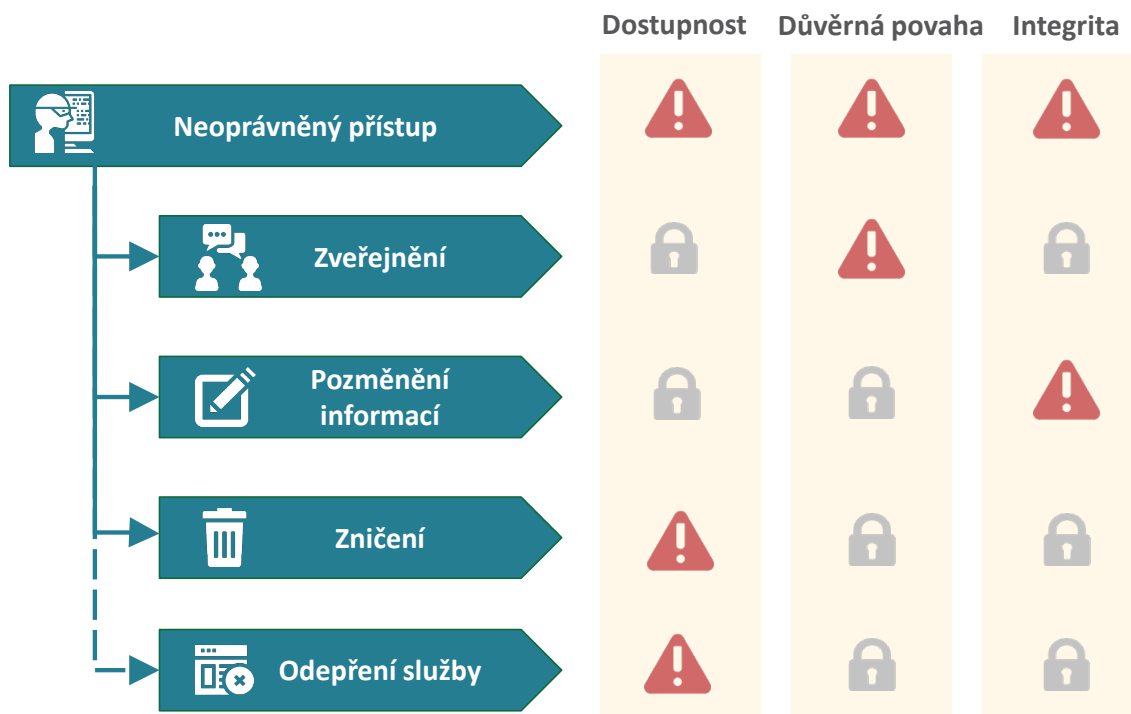 Dostupnost Důvěrná povaha Integrita
Neoprávněný přístup
Zveřejnění
Pozměnění
informací
Zničení
Odepření služby